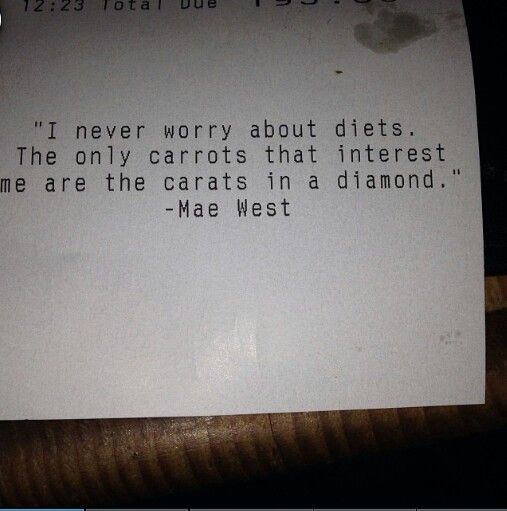 12:23 Total Due
"I never worry about diets.
The only carrots that interest
me are the carats in a diamond."
-Mae West